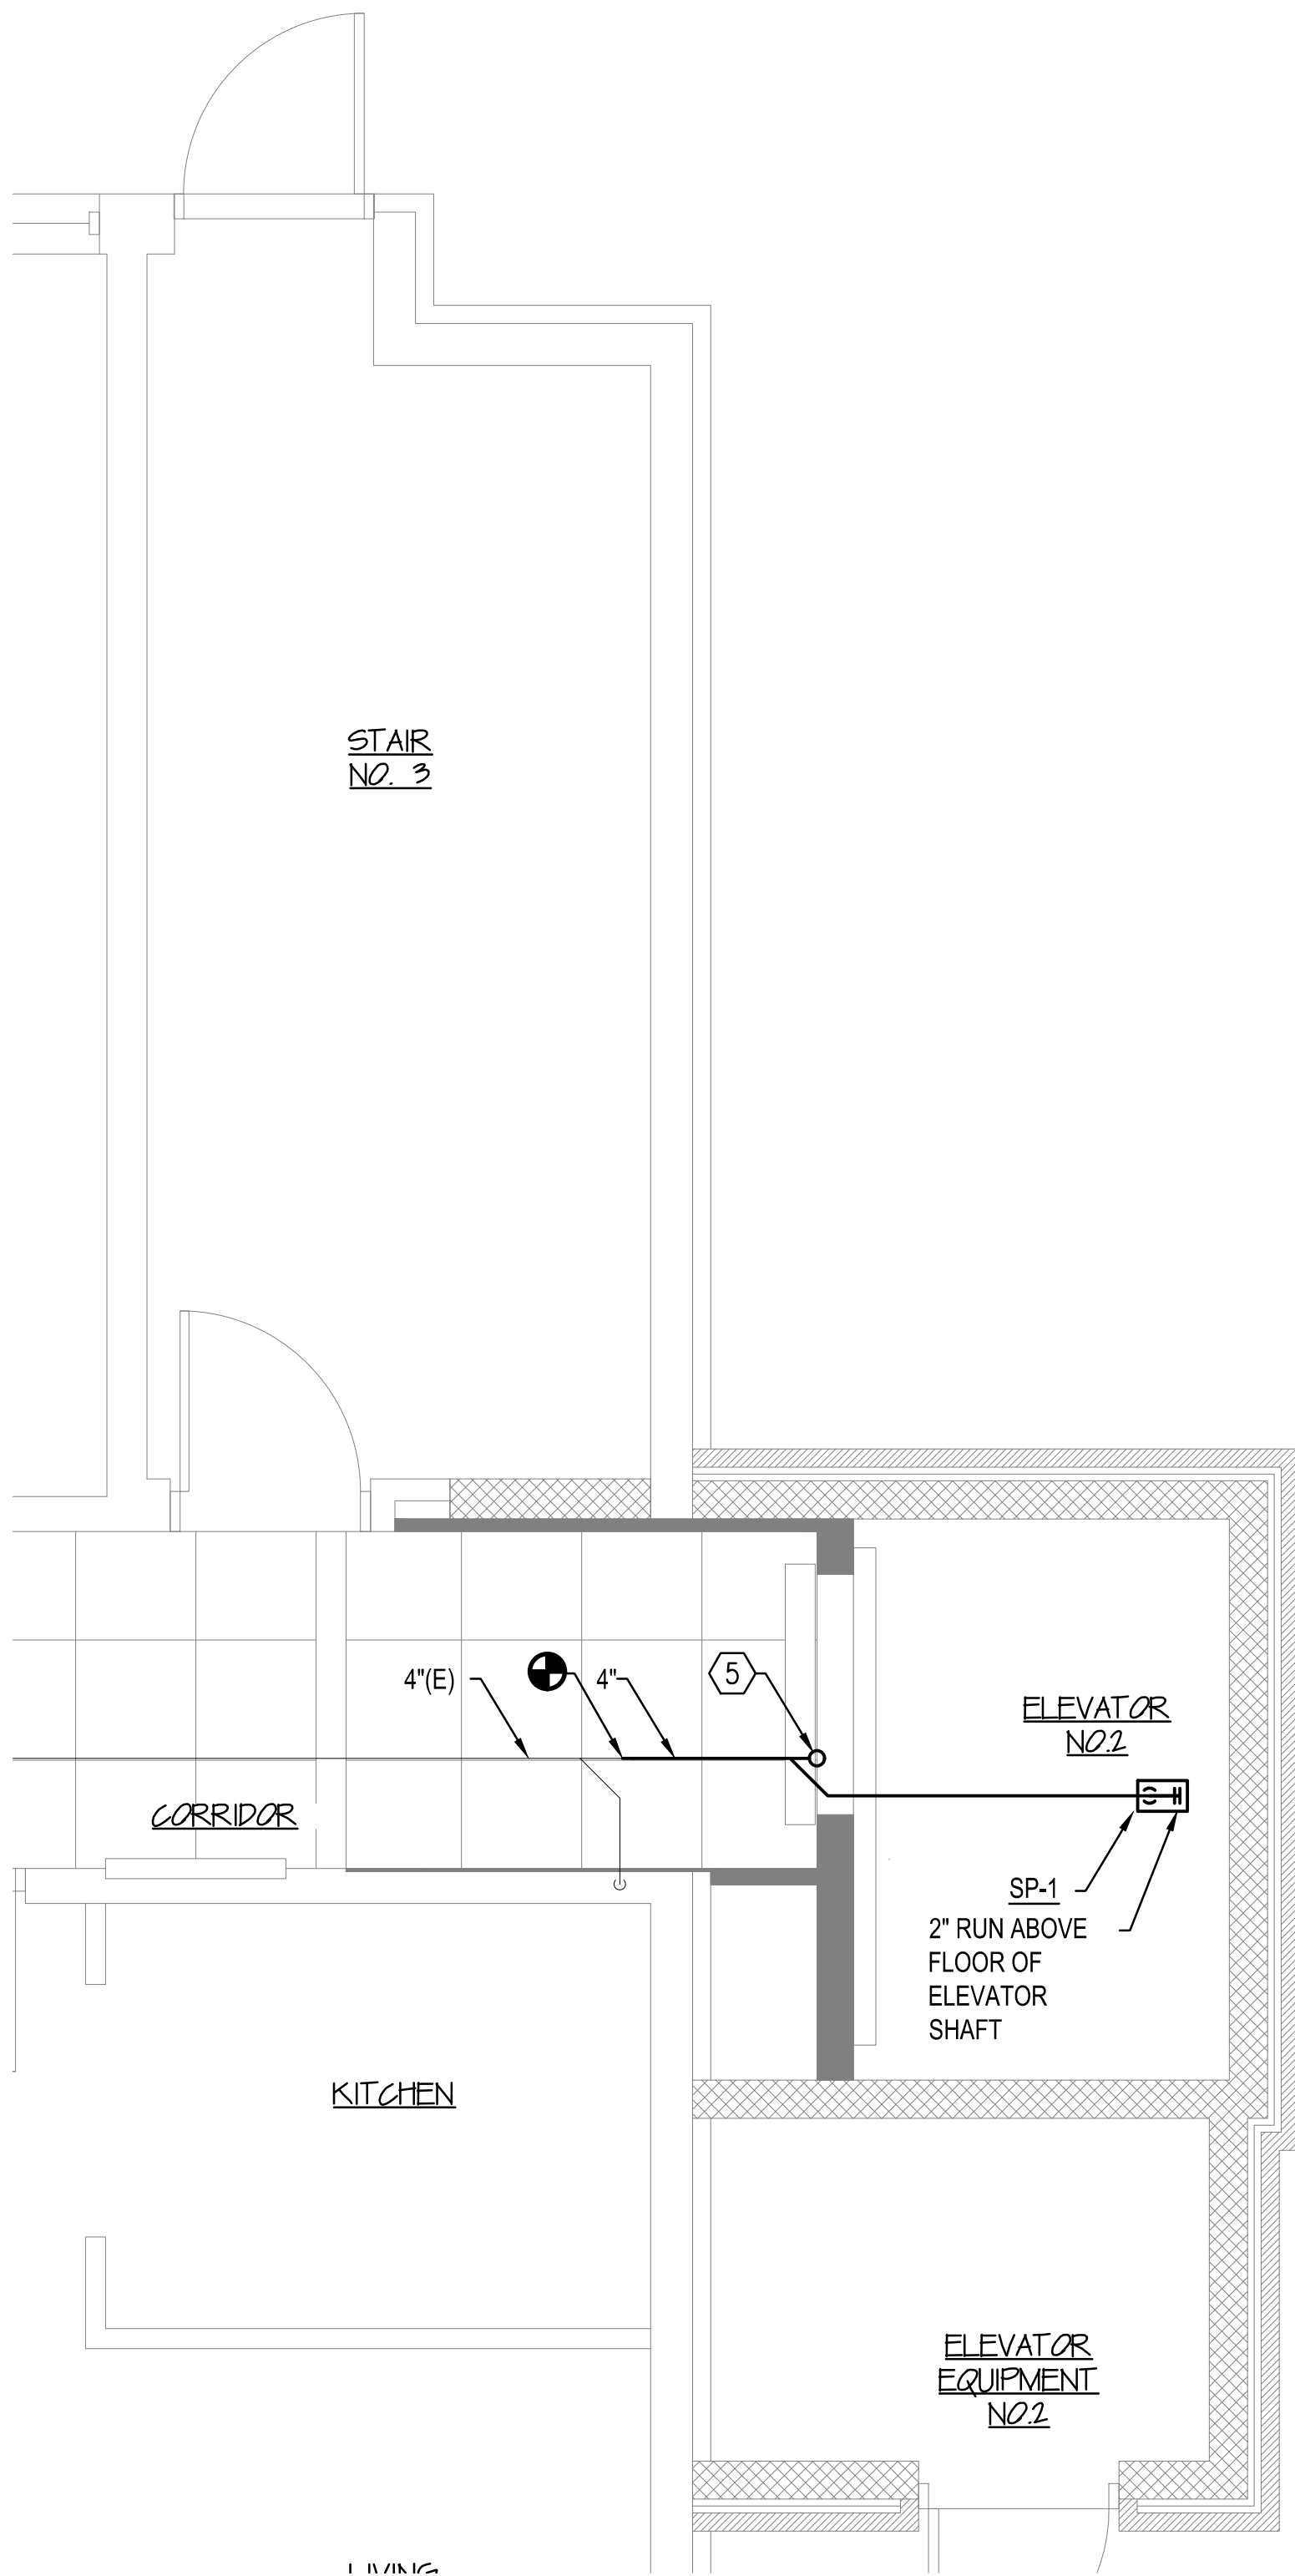 STAIR
NO. 3
4"(E)
4"
5
ELEVATOR
NO.2
CORRIDOR
SP-1
2" RUN ABOVE
FLOOR OF
ELEVATOR
SHAFT
KITCHEN
ELEVATOR
EQUIPMENT
NO.2
LIVING